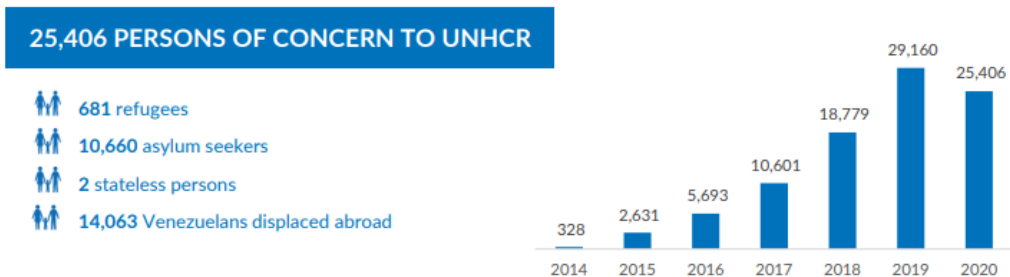 25,406 PERSONS OF CONCERN TO UNHCR
681 refugees
10,660 asylum seekers
2 stateless persons
14,063 Venezuelans displaced abroad
328
2,631
5,693
10,601
18,779
29,160
25,406
2014 2015 2016 2017 2018 2019 2020